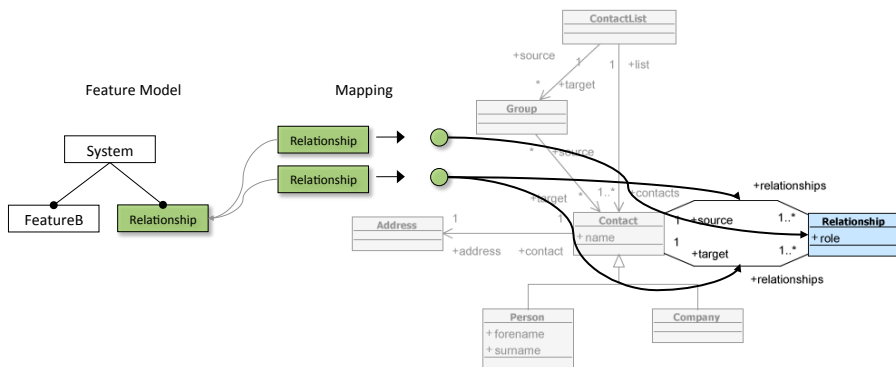 ContactList
+source
1
1
+list
*
+target
Feature Model
Mapping
Group
Relationship
System
*
+source
Relationship
+relationships
+target
*
1..*
+contacts
FeatureB
Relationship
Address
1
1
Contact
1
+source
1..*
Relationship
+ name
+ role
1
+target
1..*
+address
+contact
+relationships
Person
Company
+ forename
+ surname